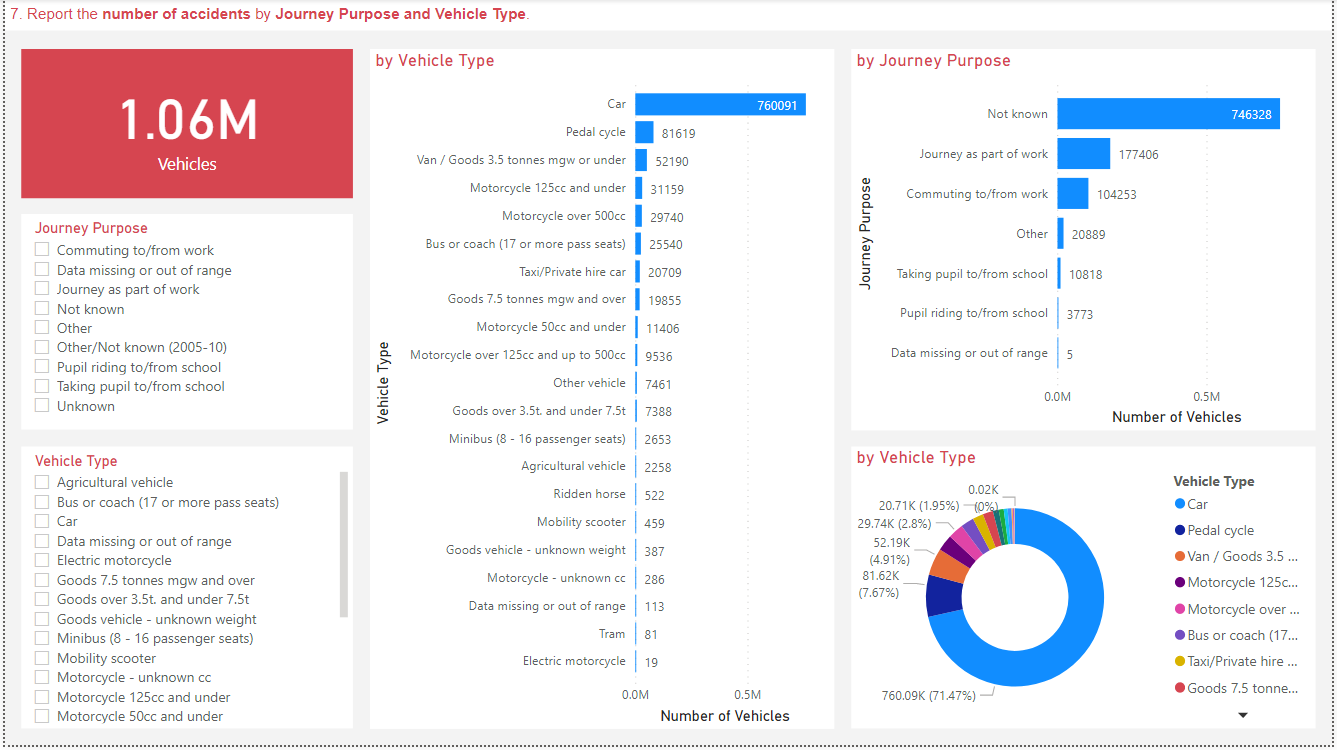 7. Report the number of accidents by Journey Purpose and Vehicle Type.
1.06M
Vehicles
Journey Purpose
Commuting to/from work
Data missing or out of range
Journey as part of work
Not known
Other
Other/Not known (2005-10)
Pupil riding to/from school
Taking pupil to/from school
Unknown
Vehicle Type
Agricultural vehicle
Bus or coach (17 or more pass seats)
Car
Data missing or out of range
Electric motorcycle
Goods 7.5 tonnes mgw and over
Goods over 3.5t. and under 7.5t
Goods vehicle - unknown weight
Minibus (8 - 16 passenger seats)
Mobility scooter
Motorcycle - unknown cc
Motorcycle 125cc and under
Motorcycle 50cc and under
by Vehicle Type
Vehicle Type
Car 760091
Pedal cycle 81619
Van / Goods 3.5 tonnes mgw or under 52190
Motorcycle 125cc and under 31159
Motorcycle over 500cc 29740
Bus or coach (17 or more pass seats) 25540
Taxi/Private hire car 20709
Goods 7.5 tonnes mgw and over 19855
Motorcycle 50cc and under 11406
Motorcycle over 125cc and up to 500cc 9536
Other vehicle 7461
Goods over 3.5t. and under 7.5t 7388
Minibus (8 - 16 passenger seats) 2653
Agricultural vehicle 2258
Ridden horse 522
Mobility scooter 459
Goods vehicle - unknown weight 387
Motorcycle - unknown cc 286
Data missing or out of range 113
Tram 81
Electric motorcycle 19
0.0M 0.5M
Number of Vehicles
by Journey Purpose
Journey Purpose
Not known 746328
Journey as part of work 177406
Commuting to/from work 104253
Other 20889
Taking pupil to/from school 10818
Pupil riding to/from school 3773
Data missing or out of range 5
0.0M 0.5M
Number of Vehicles
by Vehicle Type
0.02K
(0%)
20.71K (1.95%)
29.74K (2.8%)
52.19K
(4.91%)
81.62K
(7.67%)
760.09K (71.47%)
Vehicle Type
Car
Pedal cycle
Van / Goods 3.5 ...
Motorcycle 125c...
Motorcycle over ...
Bus or coach (17...
Taxi/Private hire ...
Goods 7.5 tonne...